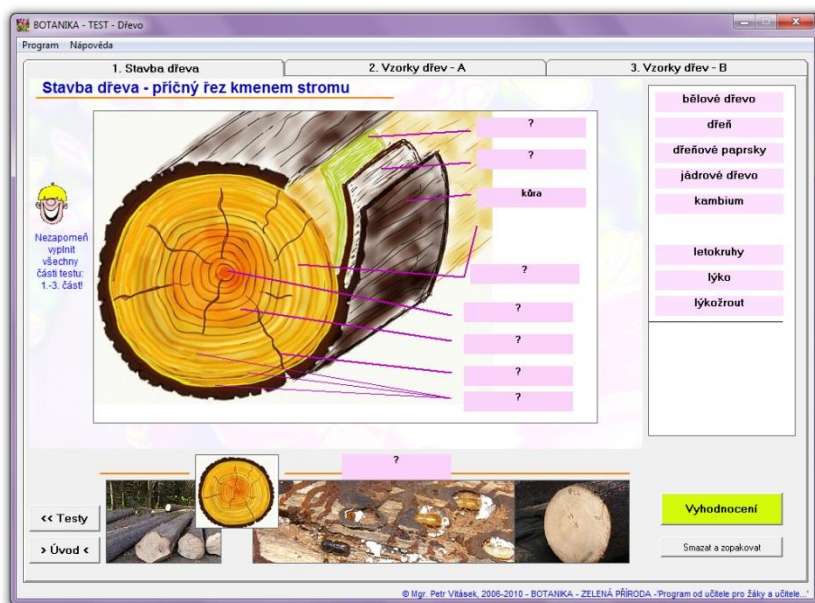 BOTANIKA - TEST - Dřevo
Program Nápověda
1. Stavba dřeva
2. Vzorky dřev - A
3. Vzorky dřev - B
Stavba dřeva - příčný řez kmenem stromu
?
?
kůra
?
?
?
?
?
Nezapomeň
vyplnit
všechny
části testu:
1.-3. část!
bělové dřevo
dřeň
dřeňové paprsky
jádrové dřevo
kambium
letokruhy
lýko
lýkožrout
?
<< Testy
> Úvod <
Vyhodnocení
Smazat a zopakovat
© Mgr. Petr Vitásek, 2006-2010 - BOTANIKA - ZELENÁ PŘÍRODA -"Program od učitele pro žáky a učitele..."